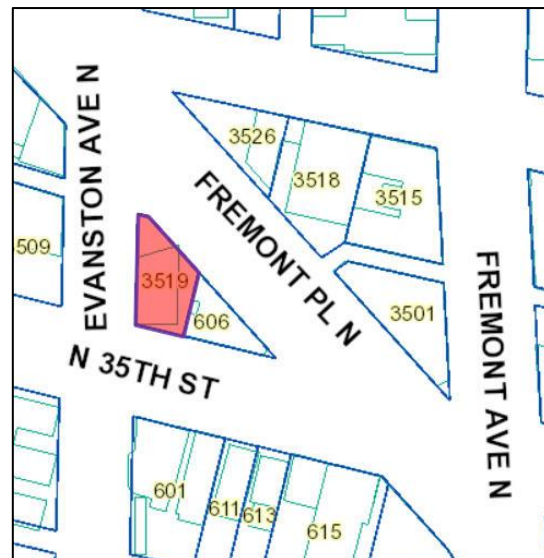 EVANSTON AVE N
3526
3518
3515
FREMONT PL N
509
3519
606
3501
FREMONT AVE N
N 35TH ST
601
611
613
615